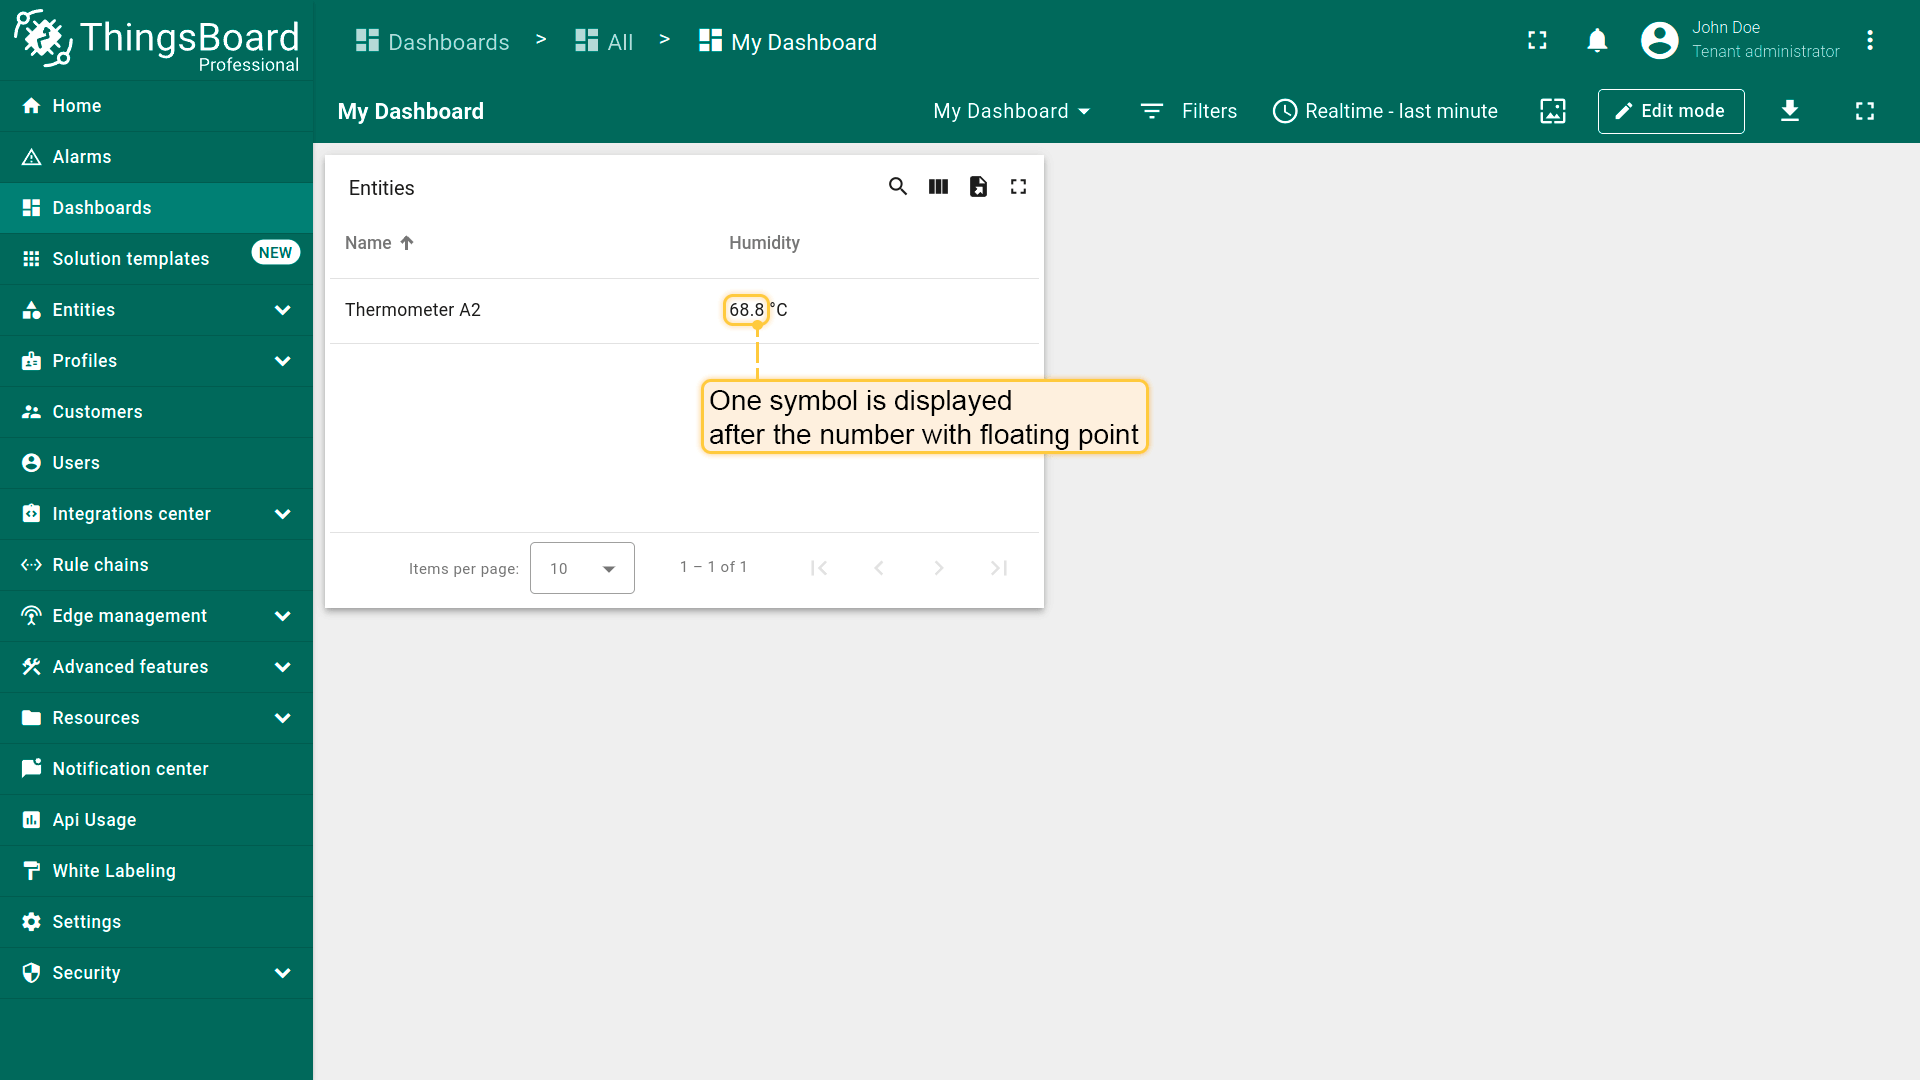 ThingsBoard
Professional
Dashboards > All > My Dashboard
John Doe
Tenant administrator
My Dashboard
My Dashboard
Filters
Realtime - last minute
Edit mode
Home
Alarms
Dashboards
Solution templates
NEW
Entities
Profiles
Customers
Users
Integrations center
Rule chains
Edge management
Advanced features
Resources
Notification center
Api Usage
White Labeling
Settings
Security
Entities
Name Humidity
Thermometer A2 68.8 °C
One symbol is displayed
after the number with floating point
Items per page: 10 1 – 1 of 1